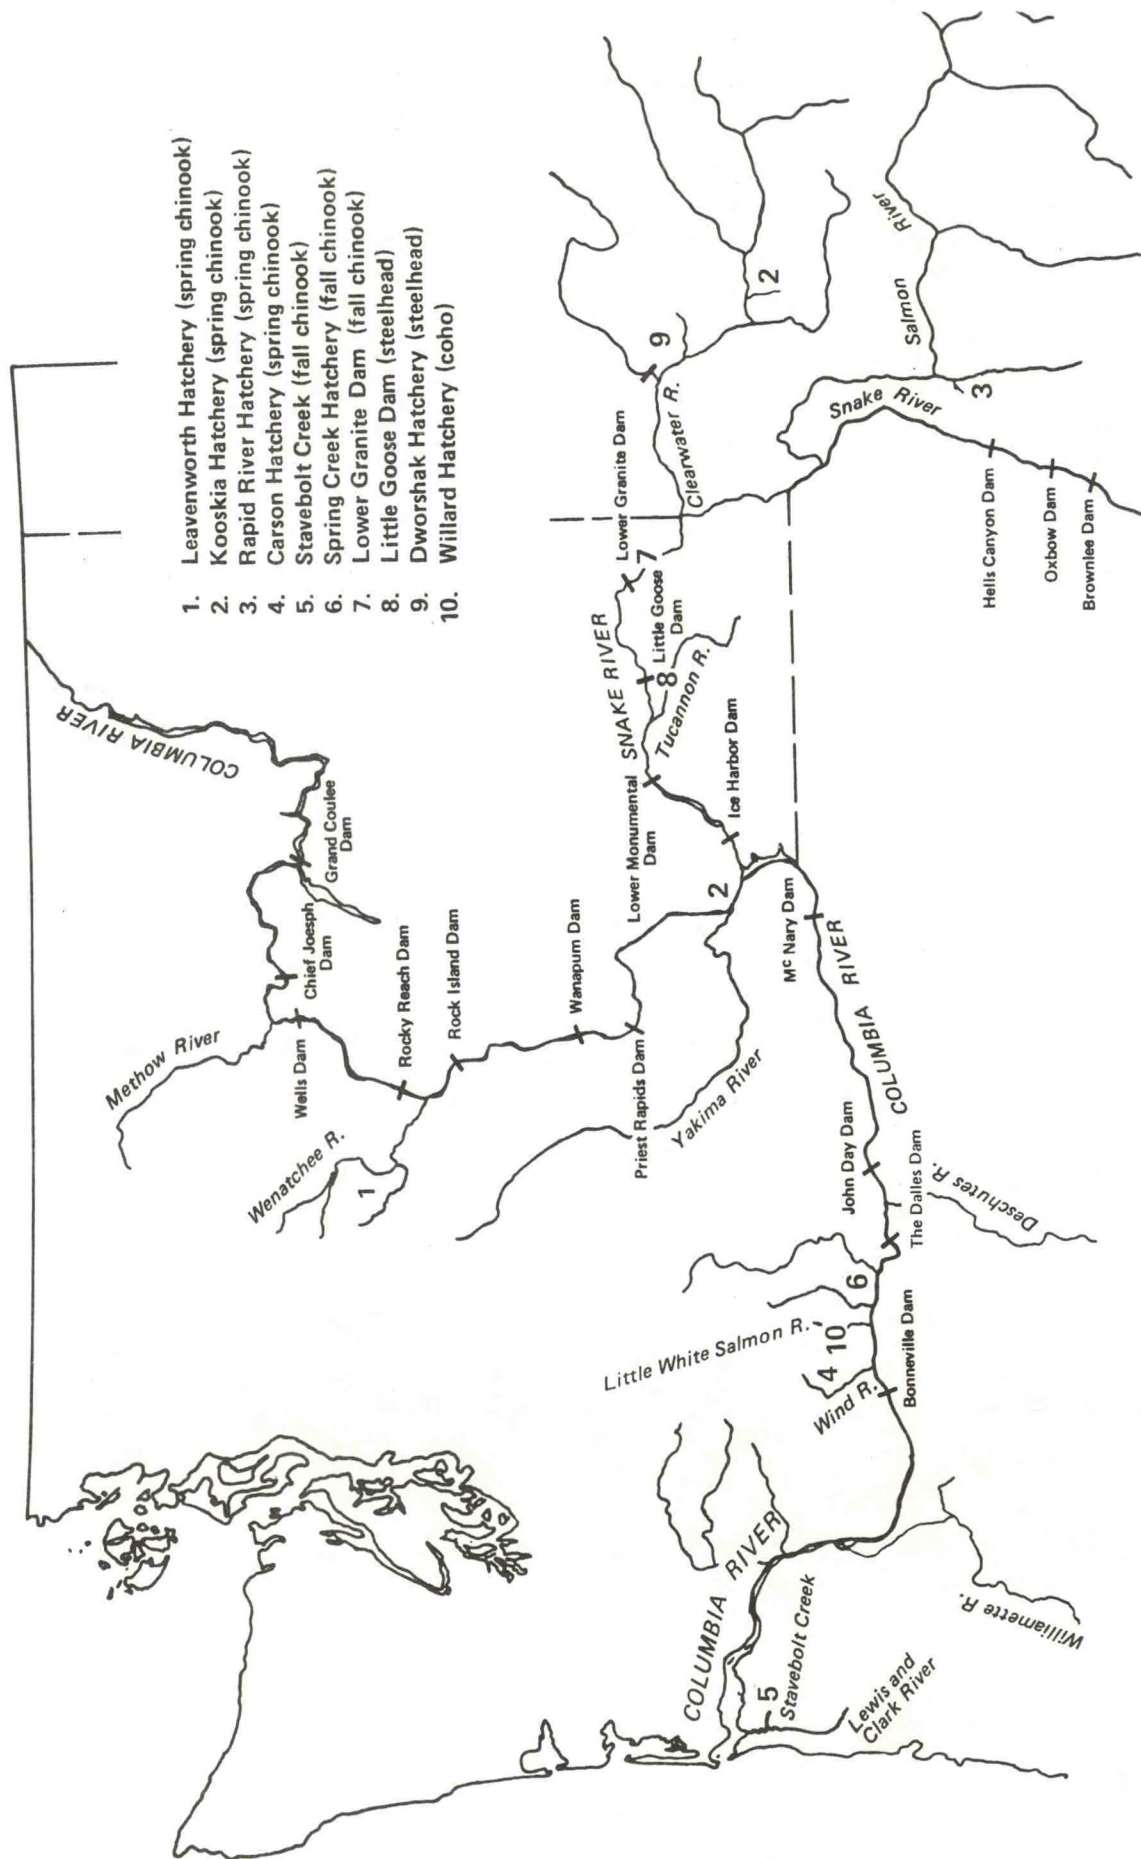 1. Leavenworth Hatchery (spring chinook)
2. Kooskia Hatchery (spring chinook)
3. Rapid River Hatchery (spring chinook)
4. Carson Hatchery (spring chinook)
5. Stavebolt Creek (fall chinook)
6. Spring Creek Hatchery (fall chinook)
7. Lower Granite Dam (fall chinook)
8. Little Goose Dam (steelhead)
9. Dworshak Hatchery (steelhead)
10. Willard Hatchery (coho)
COLUMBIA RIVER
Methow River
Chief Joesph
Dam
Grand Coulee
Dam
Wells Dam
Rocky Reach Dam
Rock Island Dam
Wenatchee R.
1
Wanapum Dam
Priest Rapids Dam
Yakima River
2
Lower Monumental
Dam
SNAKE RIVER
Ice Harbor Dam
Tucannon R.
8
Little Goose
Dam
7
Lower Granite Dam
Clearwater R.
9
2
Salmon
River
3
Snake River
Hells Canyon Dam
Oxbow Dam
Brownlee Dam
Mc Nary Dam
COLUMBIA RIVER
John Day Dam
The Dalles Dam
Deschutes R.
6
10
Little White Salmon R.
4
Wind R.
Bonneville Dam
COLUMBIA RIVER
Stavebolt Creek
5
Lewis and
Clark River
Williamette R.